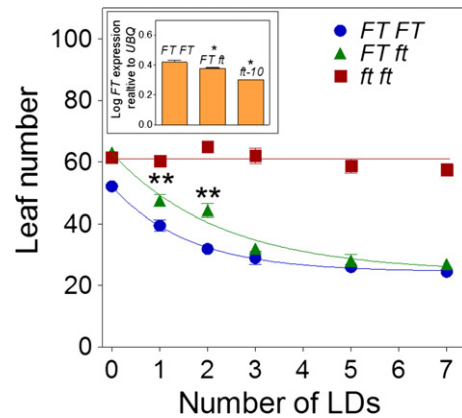 100
80
60
40
20
0
Leaf number
0 1 2 3 4 5 6 7
Number of LDs
FT FT
FT ft
ft ft
** **
Log FT expression
realtive to UBQ
0.6
0.4
0.2
0.0
FT FT
*
FT ft
*
ft-10